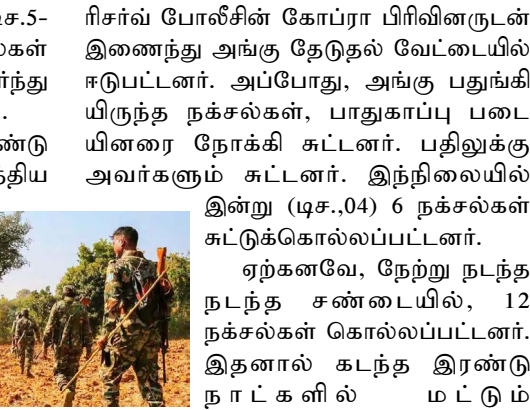 டிச.5-
ல்கள்
ர்ந்து
.
ண்டு
ந்திய
ரிசர்வ் போலீசின் கோப்ரா பிரிவினருடன்
இணைந்து அங்கு தேடுதல் வேட்டையில்
ஈடுபட்டனர். அப்போது, அங்கு பதுங்கி
யிருந்த நக்சல்கள், பாதுகாப்பு படை
யினரை நோக்கி சுட்டனர். பதிலுக்கு
அவர்களும் சுட்டனர். இந்நிலையில்
இன்று (டிச.,04) 6 நக்சல்கள்
சுட்டுக்கொல்லப்பட்டனர்.
ஏற்கனவே, நேற்று நடந்த
நடந்த சண்டையில், 12
நக்சல்கள் கொல்லப்பட்டனர்.
இதனால் கடந்த இரண்டு
நாட்களில் மட்டும்